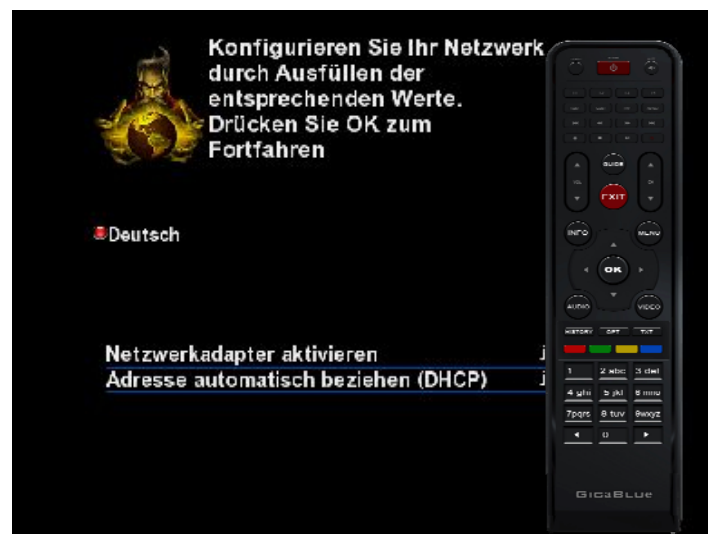 Konfigurieren Sie Ihr Netzwerk
durch Ausfüllen der
entsprechenden Werte.
Drücken Sie OK zum
Fortfahren
Deutsch
Netzwerkadapter aktivieren
Adresse automatisch beziehen (DHCP)
GUIDE
EXIT
INFO MENU
OK
AUDIO VIDEO
HISTORY OPT TXT
1 2 abc 3 def
4 ghi 5 jkl 6 mno
7pqrs 8 tuv 9wxyz
0
GigaBlue